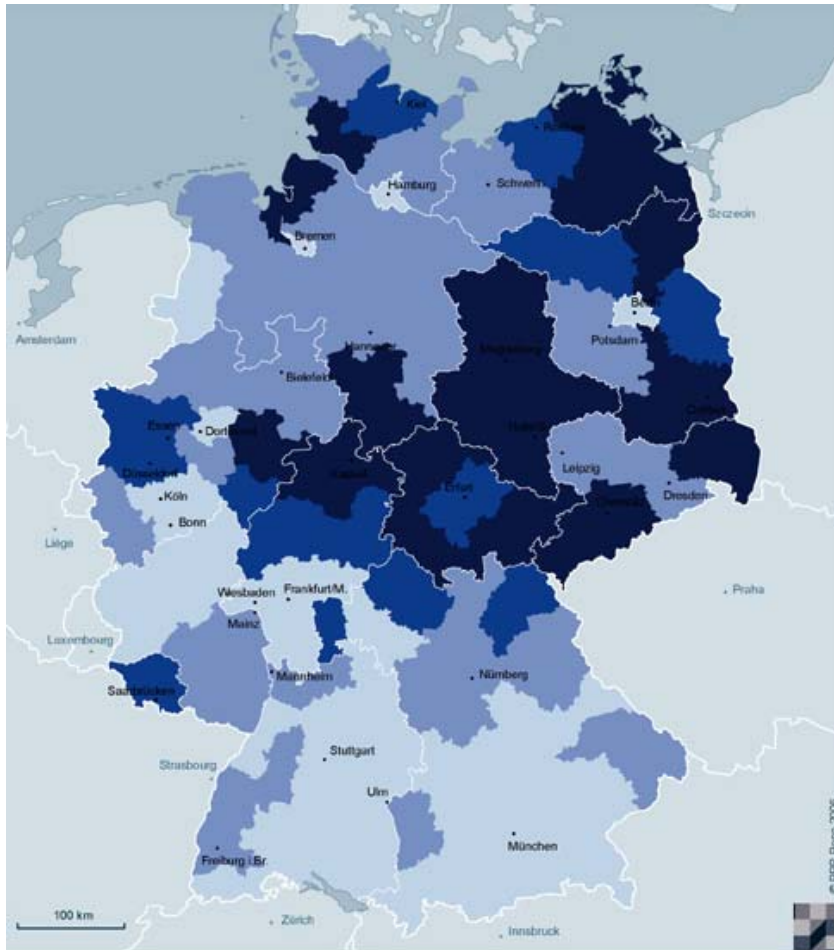 Kiel
Rostock
Hamburg
Schwerin
Szczecin
Bremen
Berlin
Amsterdam
Hannover
Potsdam
Magdeburg
Bielefeld
Cottbus
Essen
Dortmund
Halle/S.
Düsseldorf
Kassel
Leipzig
Köln
Erfurt
Dresden
Chemnitz
Bonn
Liège
Praha
Wiesbaden
Frankfurt/M.
Mainz
Luxembourg
Mannheim
Nürnberg
Saarbrücken
Stuttgart
Strasbourg
Ulm
München
Freiburg i.Br.
100 km
Zürich
Innsbruck